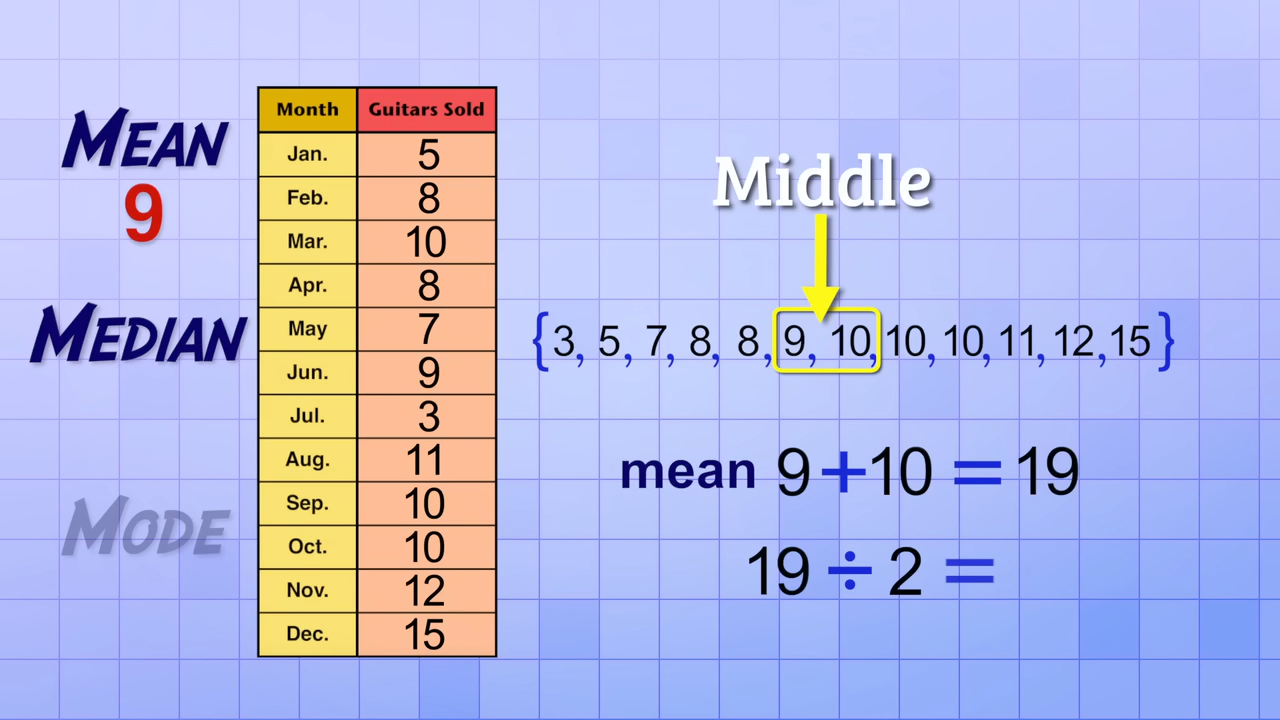 MEAN
9
MEDIAN
MODE
Month Guitars Sold
Jan. 5
Feb. 8
Mar. 10
Apr. 8
May 7
Jun. 9
Jul. 3
Aug. 11
Sep. 10
Oct. 10
Nov. 12
Dec. 15
Middle
{3, 5, 7, 8, 8, 9, 10, 10, 10, 11, 12, 15}
mean 9 + 10 = 19
19 ÷ 2 =